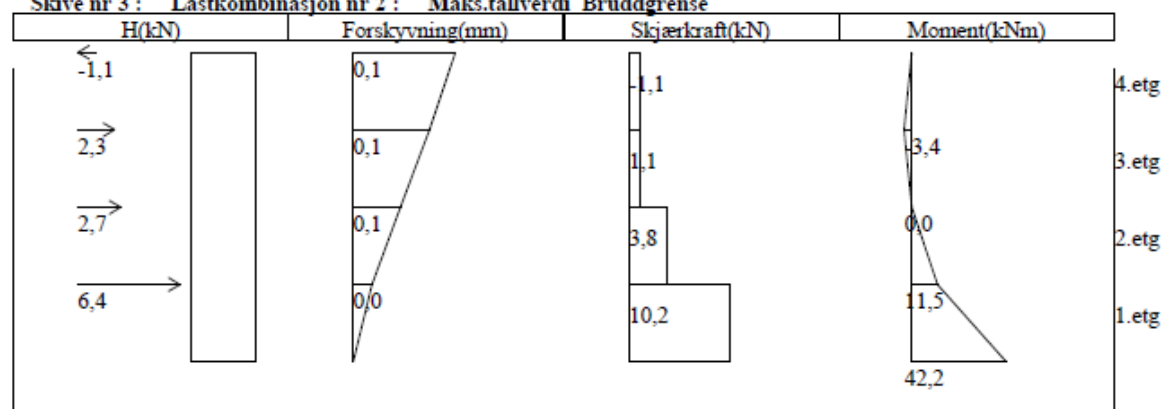 Skive nr 3 : Lastkombinasjon nr 2 : Maks.tallverdi Bruddgrense
H(kN) Forskyvning(mm) Skjærkraft(kN) Moment(kNm)
-1,1 0,1 -1,1 4.etg
2,3 0,1 1,1 -3,4 3.etg
2,7 0,1 3,8 0,0 2.etg
6,4 0,0 10,2 11,5 1.etg
42,2